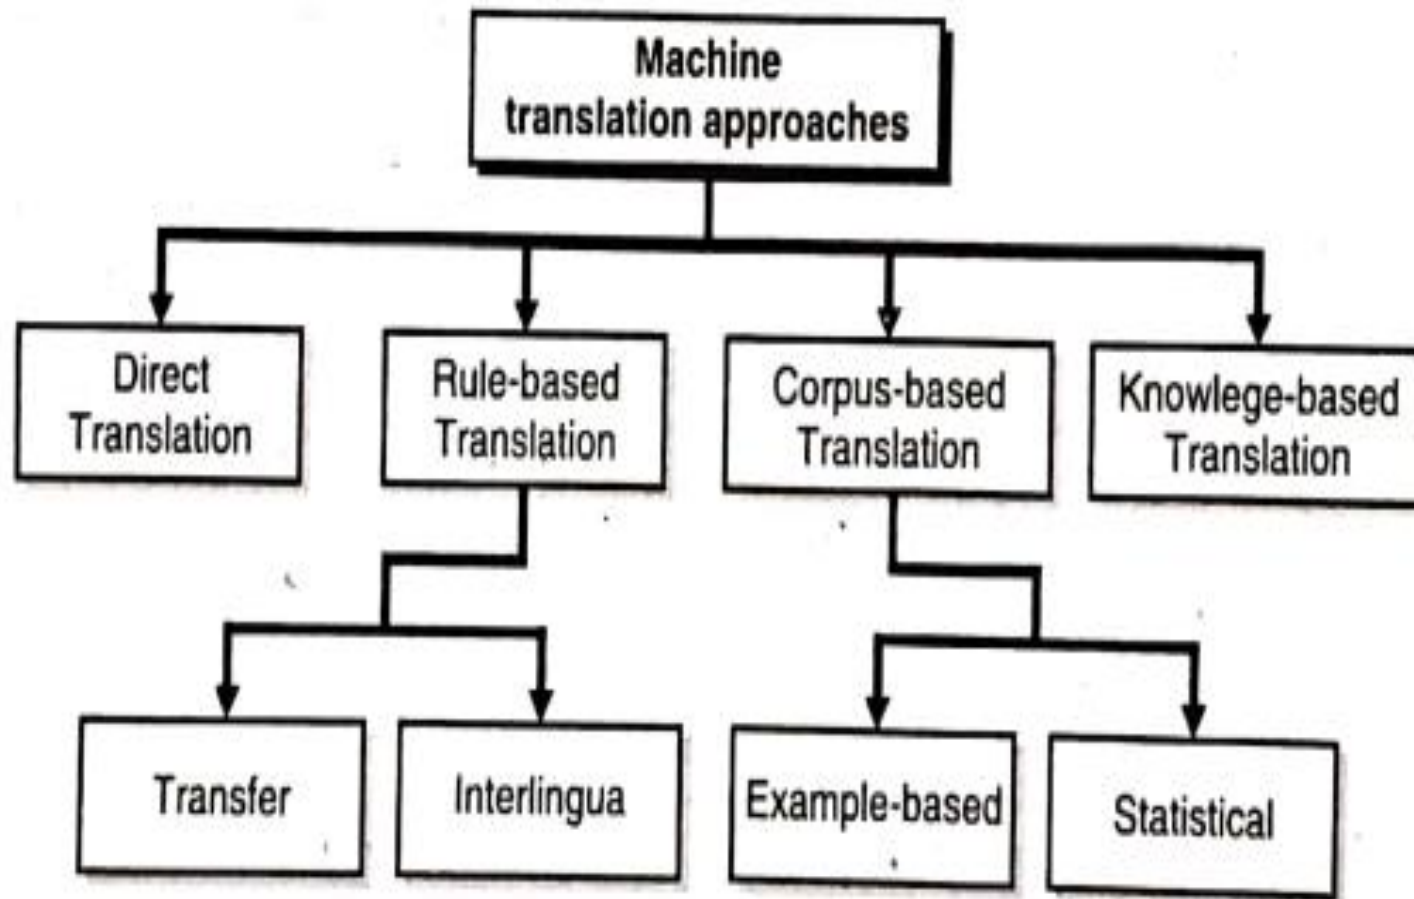 Machine
translation approaches
Direct
Translation
Rule-based
Translation
Corpus-based
Translation
Knowlege-based
Translation
Transfer
Interlingua
Example-based
Statistical